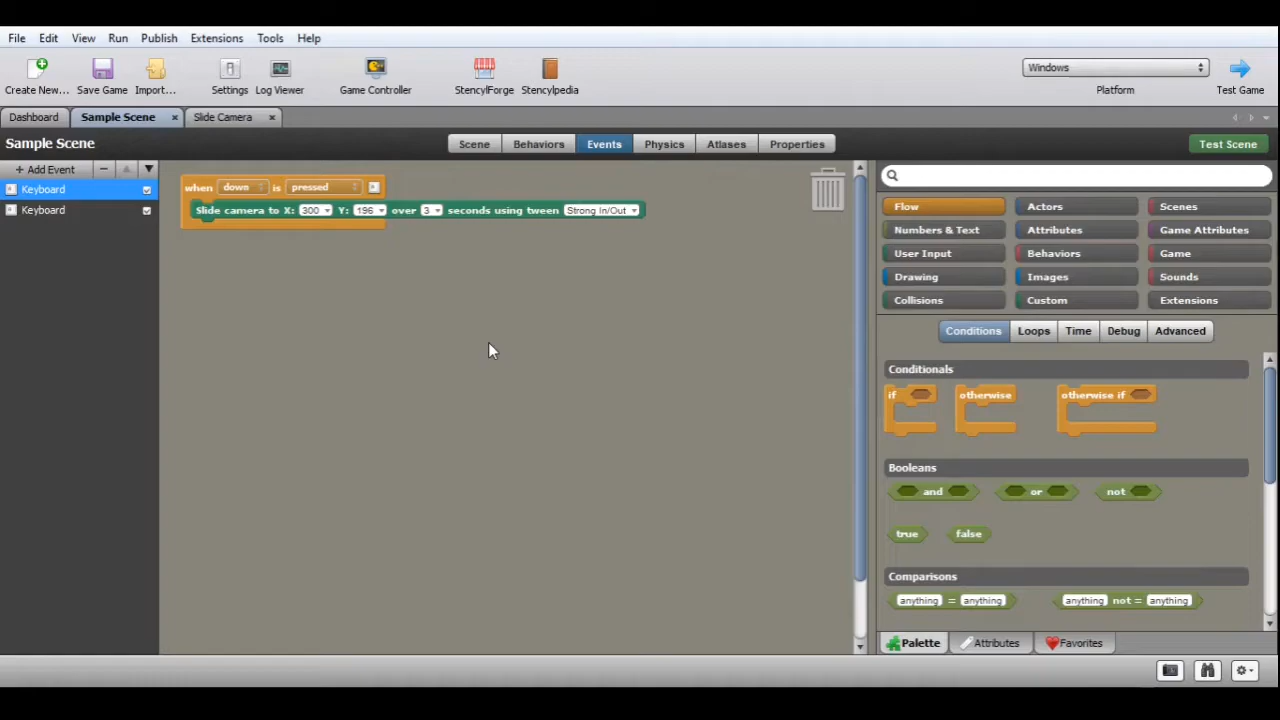 File Edit View Run Publish Extensions Tools Help
Create New... Save Game Import... Settings Log Viewer Game Controller StencylForge Stencylpedia Windows Platform Test Game
Dashboard Sample Scene Slide Camera
Sample Scene Scene Behaviors Events Physics Atlases Properties Test Scene
+ Add Event
Keyboard
Keyboard
when down is pressed
Slide camera to X: 300 Y: 196 over 3 seconds using tween Strong In/Out
Flow Actors Scenes
Numbers & Text Attributes Game Attributes
User Input Behaviors Game
Drawing Images Sounds
Collisions Custom Extensions
Conditions Loops Time Debug Advanced
Conditionals
if otherwise otherwise if
Booleans
and or not
true false
Comparisons
anything = anything anything not = anything
Palette Attributes Favorites